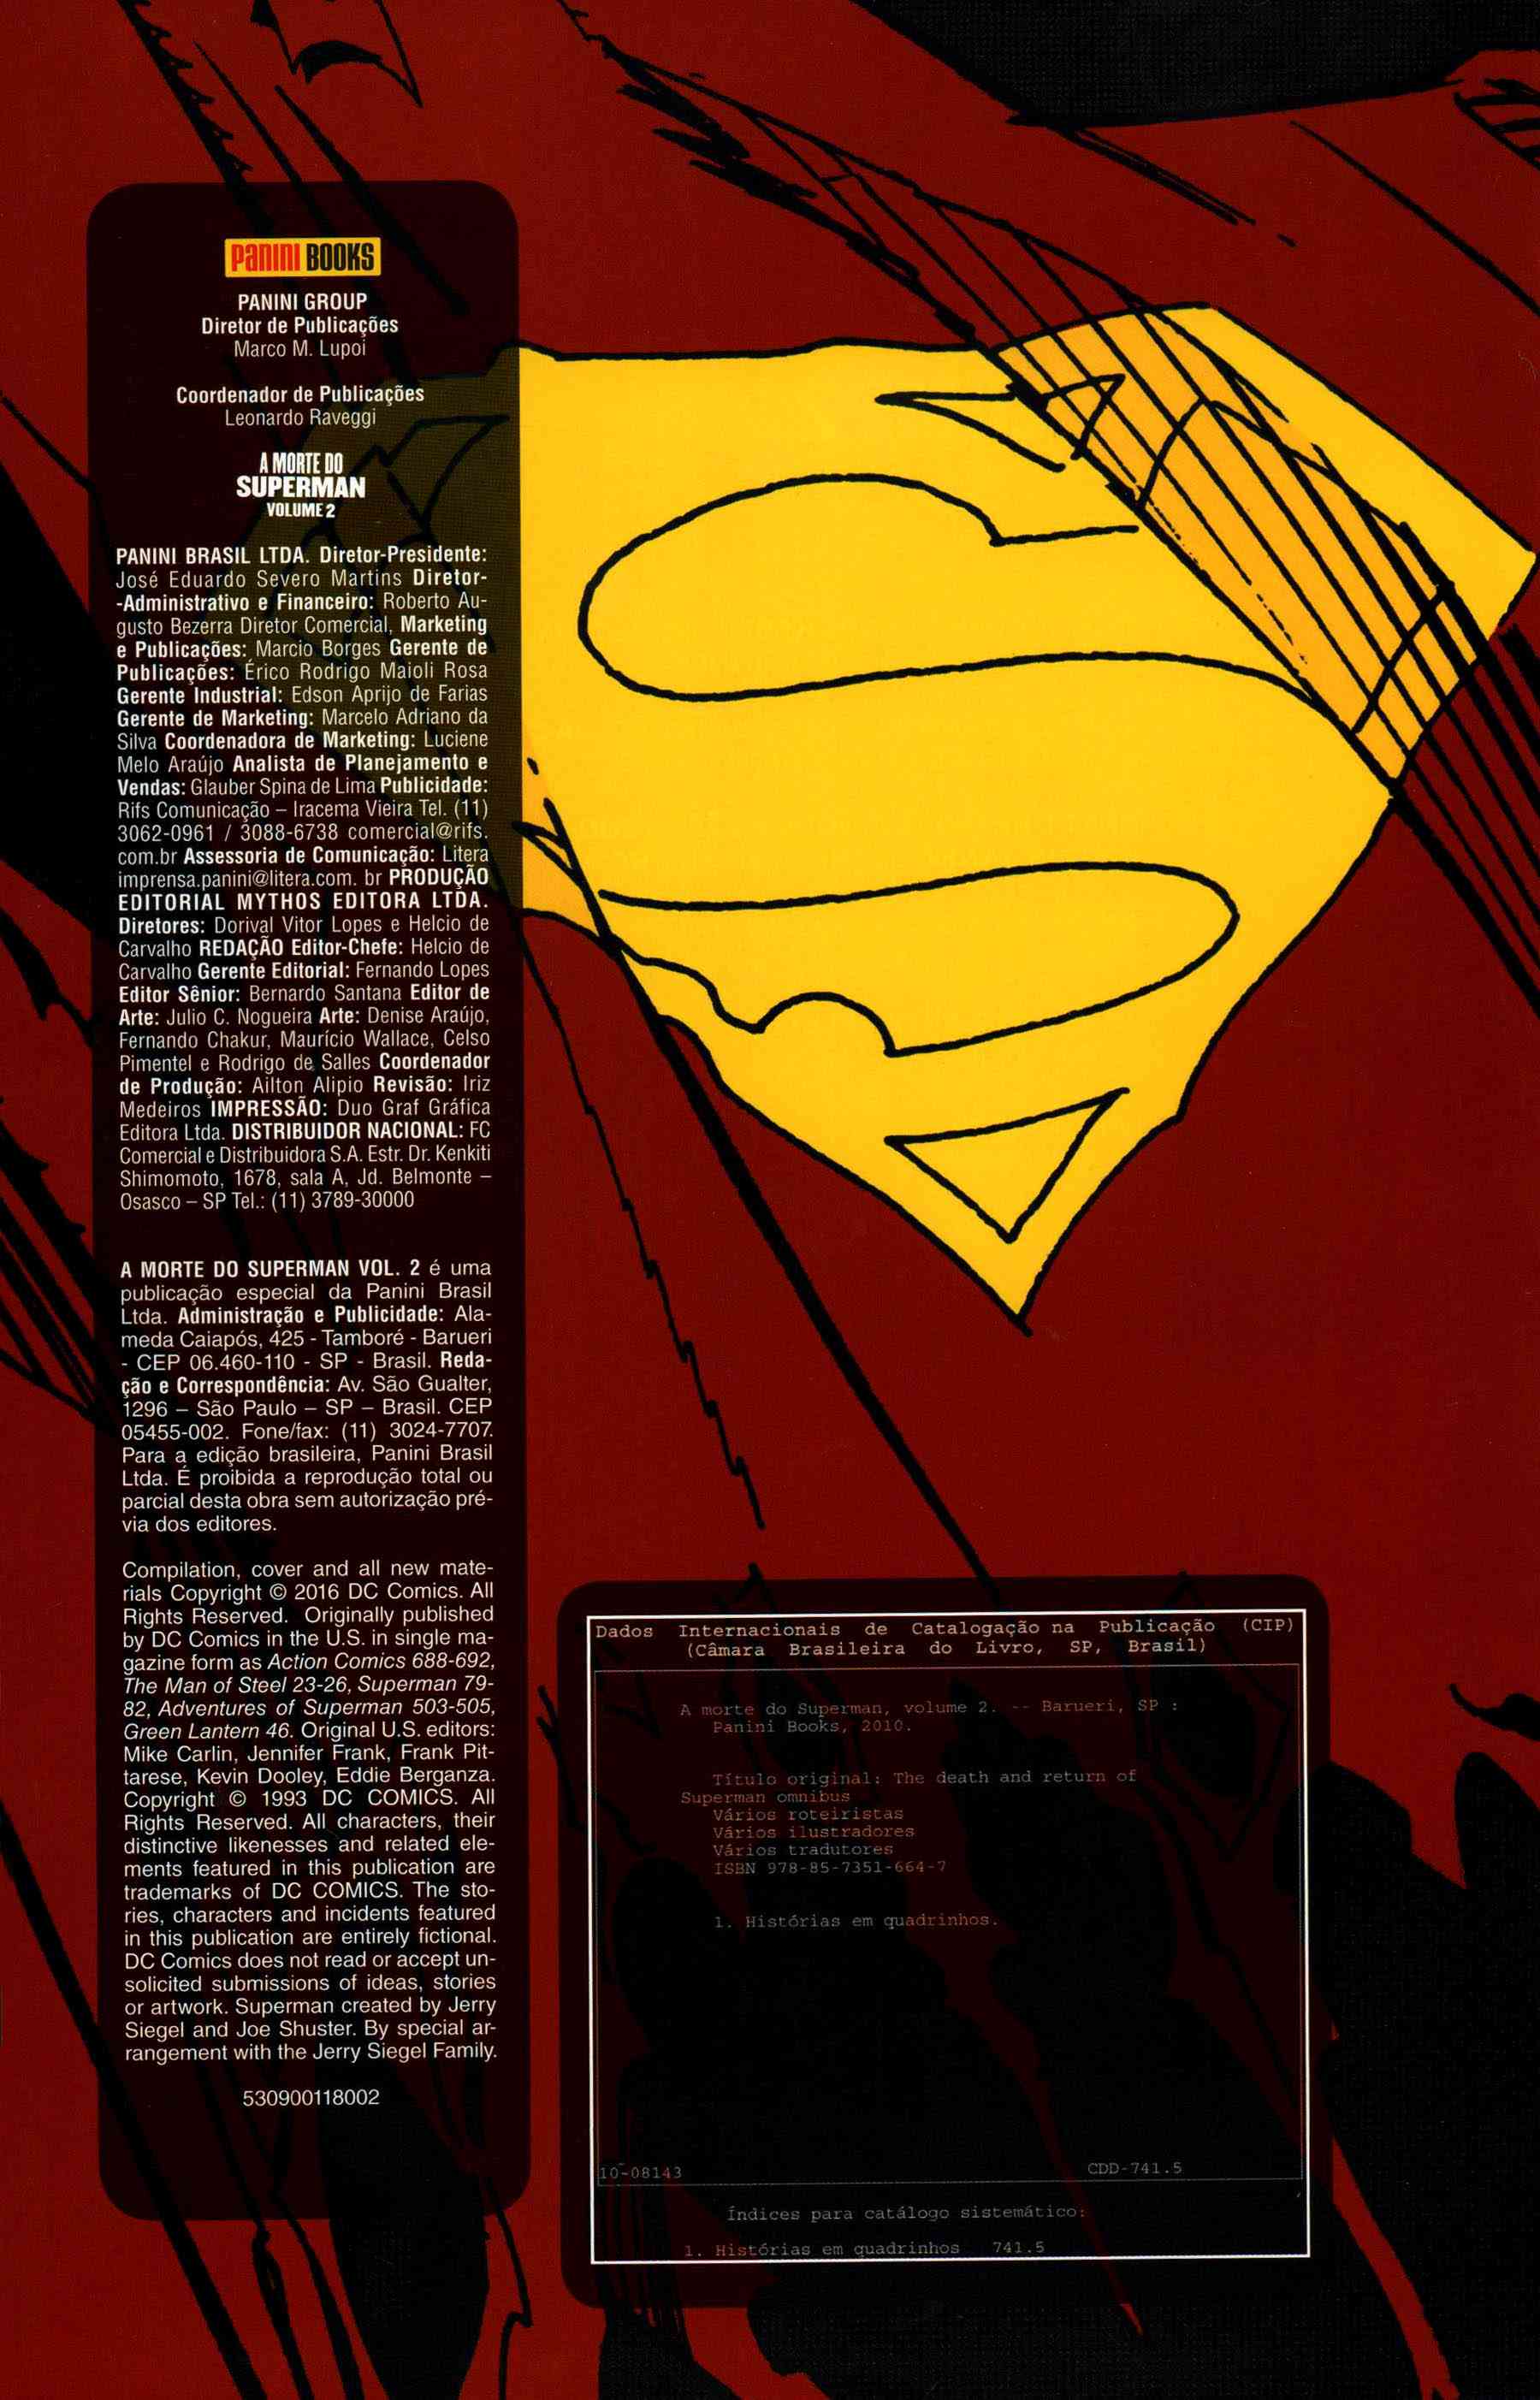 PANINI BOOKS
PANINI GROUP
Diretor de Publicações
Marco M. Lupoi
Coordenador de Publicações
Leonardo Raveggi
A MORTE DO
SUPERMAN
VOLUME 2
PANINI BRASIL LTDA. Diretor-Presidente:
José Eduardo Severo Martins Diretor-
-Administrativo e Financeiro: Roberto Au-
gusto Bezerra Diretor Comercial, Marketing
e Publicações: Marcio Borges Gerente de
Publicações: Érico Rodrigo Maioli Rosa
Gerente Industrial: Edson Aprijo de Farias
Gerente de Marketing: Marcelo Adriano da
Silva Coordenadora de Marketing: Luciene
Melo Araújo Analista de Planejamento e
Vendas: Glauber Spina de Lima Publicidade:
Rifs Comunicação – Iracema Vieira Tel. (11)
3062-0961 / 3088-6738 comercial@rifs.
com.br Assessoria de Comunicação: Litera
imprensa.panini@litera.com. br PRODUÇÃO
EDITORIAL MYTHOS EDITORA LTDA.
Diretores: Dorival Vitor Lopes e Helcio de
Carvalho REDAÇÃO Editor-Chefe: Helcio de
Carvalho Gerente Editorial: Fernando Lopes
Editor Sênior: Bernardo Santana Editor de
Arte: Julio C. Nogueira Arte: Denise Araújo,
Fernando Chakur, Maurício Wallace, Celso
Pimentel e Rodrigo de Salles Coordenador
de Produção: Ailton Alipio Revisão: Iriz
Medeiros IMPRESSÃO: Duo Graf Gráfica
Editora Ltda. DISTRIBUIDOR NACIONAL: FC
Comercial e Distribuidora S.A. Estr. Dr. Kenkiti
Shimomoto, 1678, sala A, Jd. Belmonte –
Osasco – SP Tel.: (11) 3789-30000
A MORTE DO SUPERMAN VOL. 2 é uma
publicação especial da Panini Brasil
Ltda. Administração e Publicidade: Ala-
meda Caiapós, 425 - Tamboré - Barueri
- CEP 06.460-110 - SP - Brasil. Reda-
ção e Correspondência: Av. São Gualter,
1296 – São Paulo – SP – Brasil. CEP
05455-002. Fone/fax: (11) 3024-7707.
Para a edição brasileira, Panini Brasil
Ltda. É proibida a reprodução total ou
parcial desta obra sem autorização pré-
via dos editores.
Compilation, cover and all new mate-
rials Copyright © 2016 DC Comics. All
Rights Reserved. Originally published
by DC Comics in the U.S. in single ma-
gazine form as Action Comics 688-692,
The Man of Steel 23-26, Superman 79-
82, Adventures of Superman 503-505,
Green Lantern 46. Original U.S. editors:
Mike Carlin, Jennifer Frank, Frank Pit-
tarese, Kevin Dooley, Eddie Berganza.
Copyright © 1993 DC COMICS. All
Rights Reserved. All characters, their
distinctive likenesses and related ele-
ments featured in this publication are
trademarks of DC COMICS. The sto-
ries, characters and incidents featured
in this publication are entirely fictional.
DC Comics does not read or accept un-
solicited submissions of ideas, stories
or artwork. Superman created by Jerry
Siegel and Joe Shuster. By special ar-
rangement with the Jerry Siegel Family.
530900118002
Dados Internacionais de Catalogação na Publicação (CIP)
(Câmara Brasileira do Livro, SP, Brasil)
A morte do Superman, volume 2. -- Barueri, SP :
Panini Books, 2010.
Título original: The death and return of
Superman omnibus
Vários roteiristas
Vários ilustradores
Vários tradutores
ISBN 978-85-7351-664-7
1. Histórias em quadrinhos.
10-08143 CDD-741.5
Índices para catálogo sistemático:
1. Histórias em quadrinhos 741.5